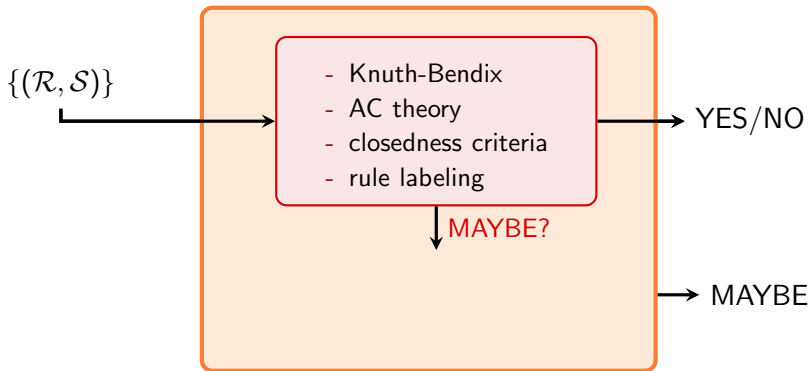 {(R, S)}
- Knuth-Bendix
- AC theory
- closedness criteria
- rule labeling
YES/NO
MAYBE?
MAYBE